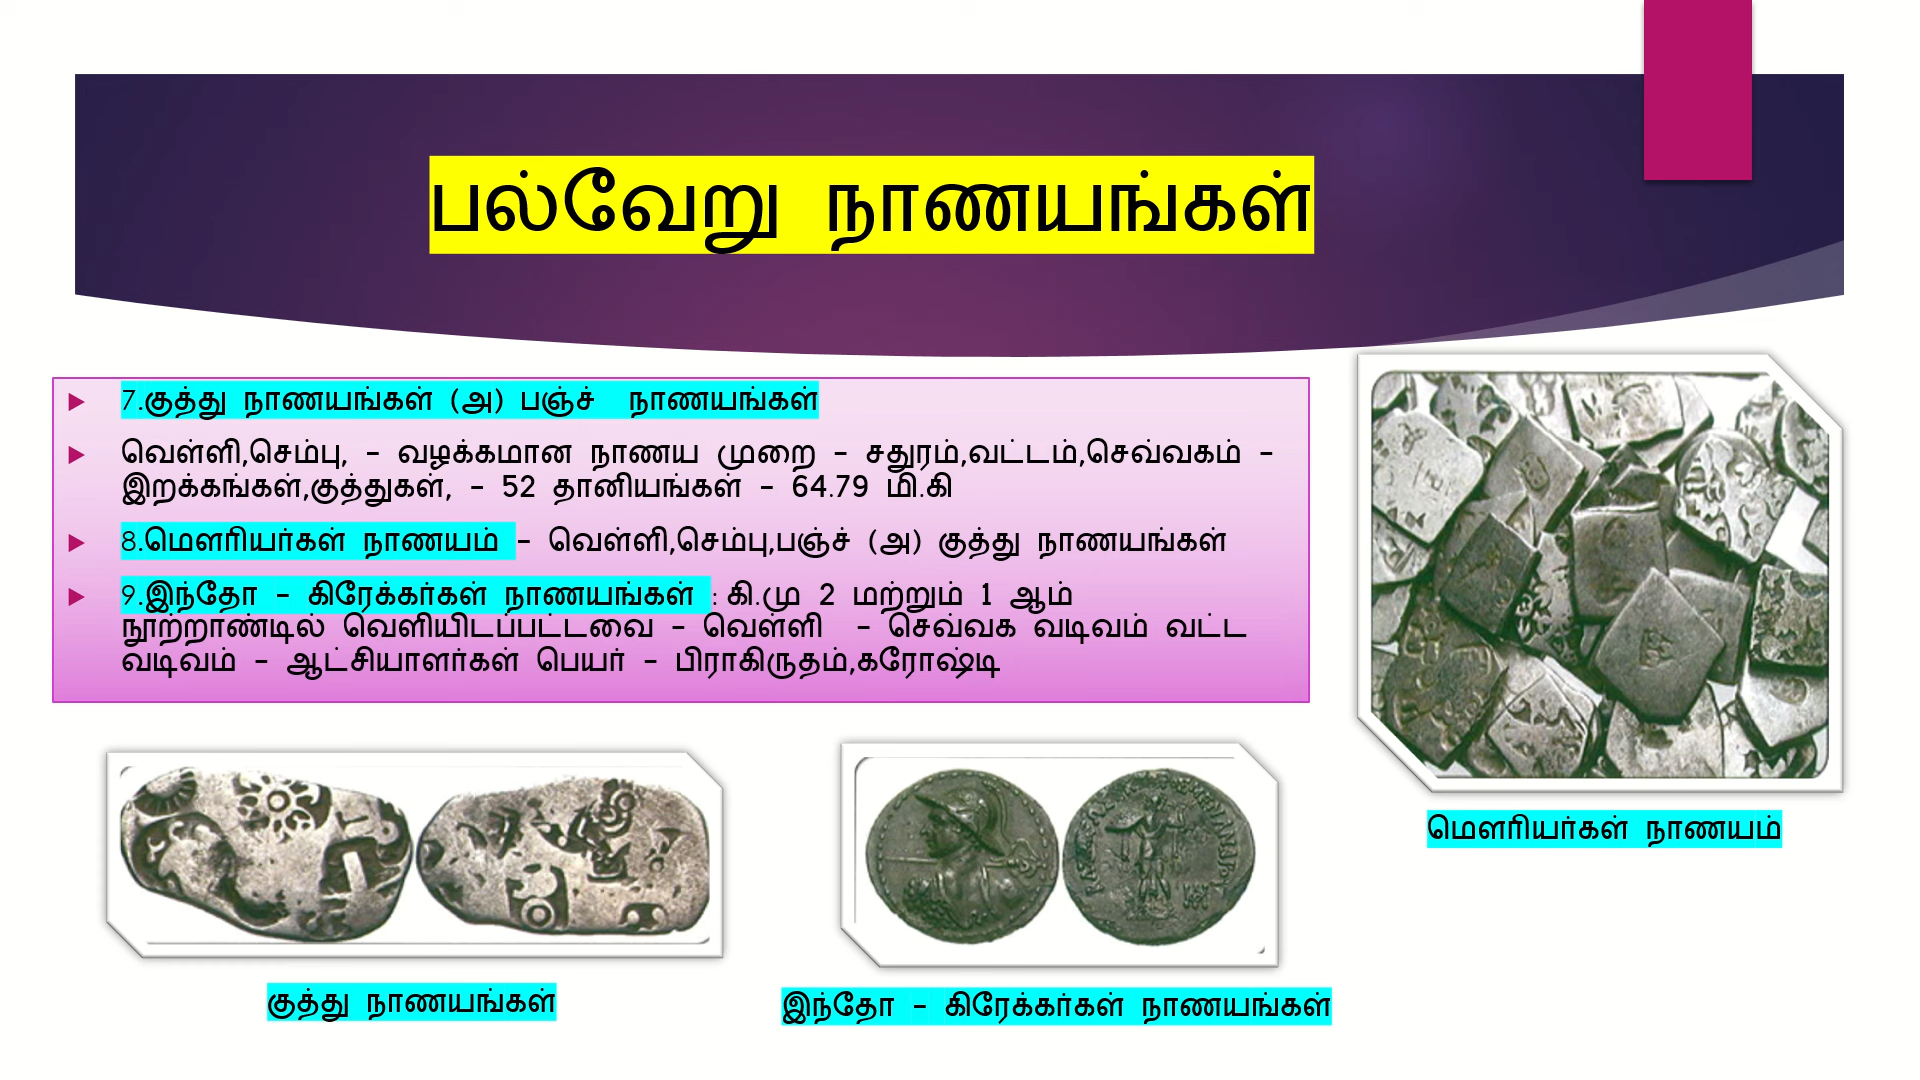 பல்வேறு நாணயங்கள்
7.குத்து நாணயங்கள் (அ) பஞ்ச் நாணயங்கள்
வெள்ளி,செம்பு, - வழக்கமான நாணய முறை - சதுரம்,வட்டம்,செவ்வகம் -
இறக்கங்கள்,குத்துகள், - 52 தானியங்கள் - 64.79 மி.கி
8.மௌரியர்கள் நாணயம் - வெள்ளி,செம்பு,பஞ்ச் (அ) குத்து நாணயங்கள்
9.இந்தோ - கிரேக்கர்கள் நாணயங்கள் : கி.மு 2 மற்றும் 1 ஆம்
நூற்றாண்டில் வெளியிடப்பட்டவை - வெள்ளி - செவ்வக வடிவம் வட்ட
வடிவம் - ஆட்சியாளர்கள் பெயர் - பிராகிருதம்,கரோஷ்டி
மௌரியர்கள் நாணயம்
குத்து நாணயங்கள்
இந்தோ - கிரேக்கர்கள் நாணயங்கள்